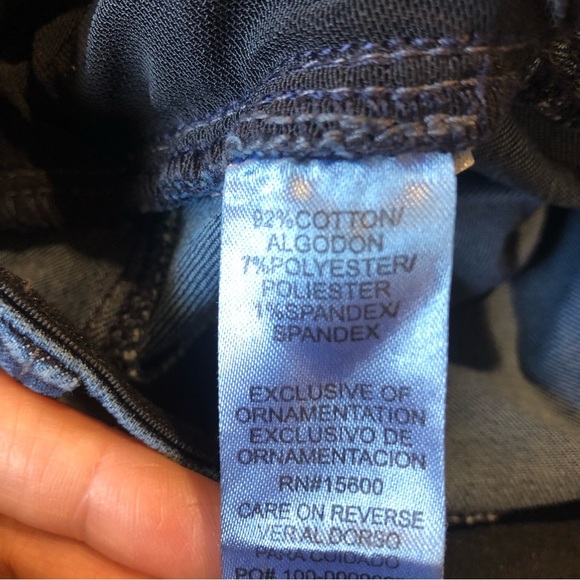 92%COTTON/
ALGODON
7%POLYESTER/
POLIESTER
1%SPANDEX/
SPANDEX
EXCLUSIVE OF
ORNAMENTATION
EXCLUSIVO DE
ORNAMENTACION
RN#15600
CARE ON REVERSE
VER AL DORSO
PARA CUIDADO
PO#